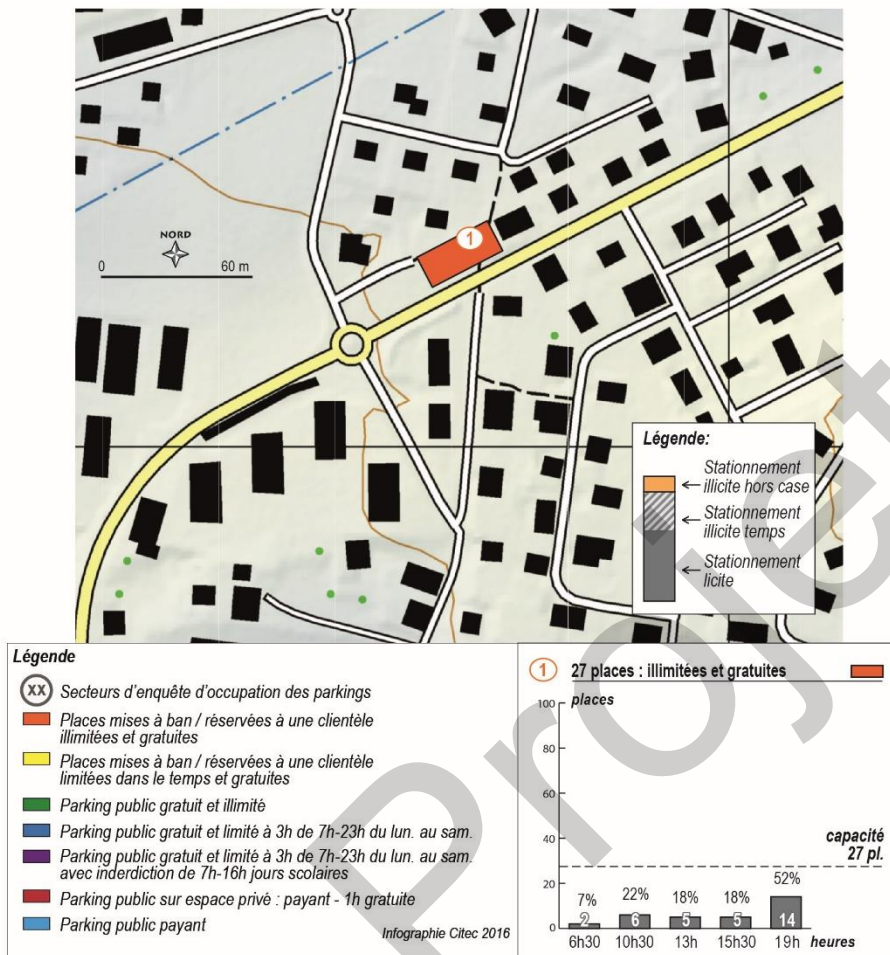 1
NORD
0 60 m
Légende:
Stationnement
illicite hors case
Stationnement
illicite temps
Stationnement
licite
Projet
Légende
XX Secteurs d'enquête d'occupation des parkings
Places mises à ban / réservées à une clientèle
illimitées et gratuites
Places mises à ban / réservées à une clientèle
limitées dans le temps et gratuites
Parking public gratuit et illimité
Parking public gratuit et limité à 3h de 7h-23h du lun. au sam.
Parking public gratuit et limité à 3h de 7h-23h du lun. au sam.
avec inderdiction de 7h-16h jours scolaires
Parking public sur espace privé : payant - 1h gratuite
Parking public payant
Infographie Citec 2016
1 27 places : illimitées et gratuites
places
100
80
60
40
capacité
27 pl.
20
0
7% 22% 18% 18% 52%
2 6 5 5 14
6h30 10h30 13h 15h30 19h heures